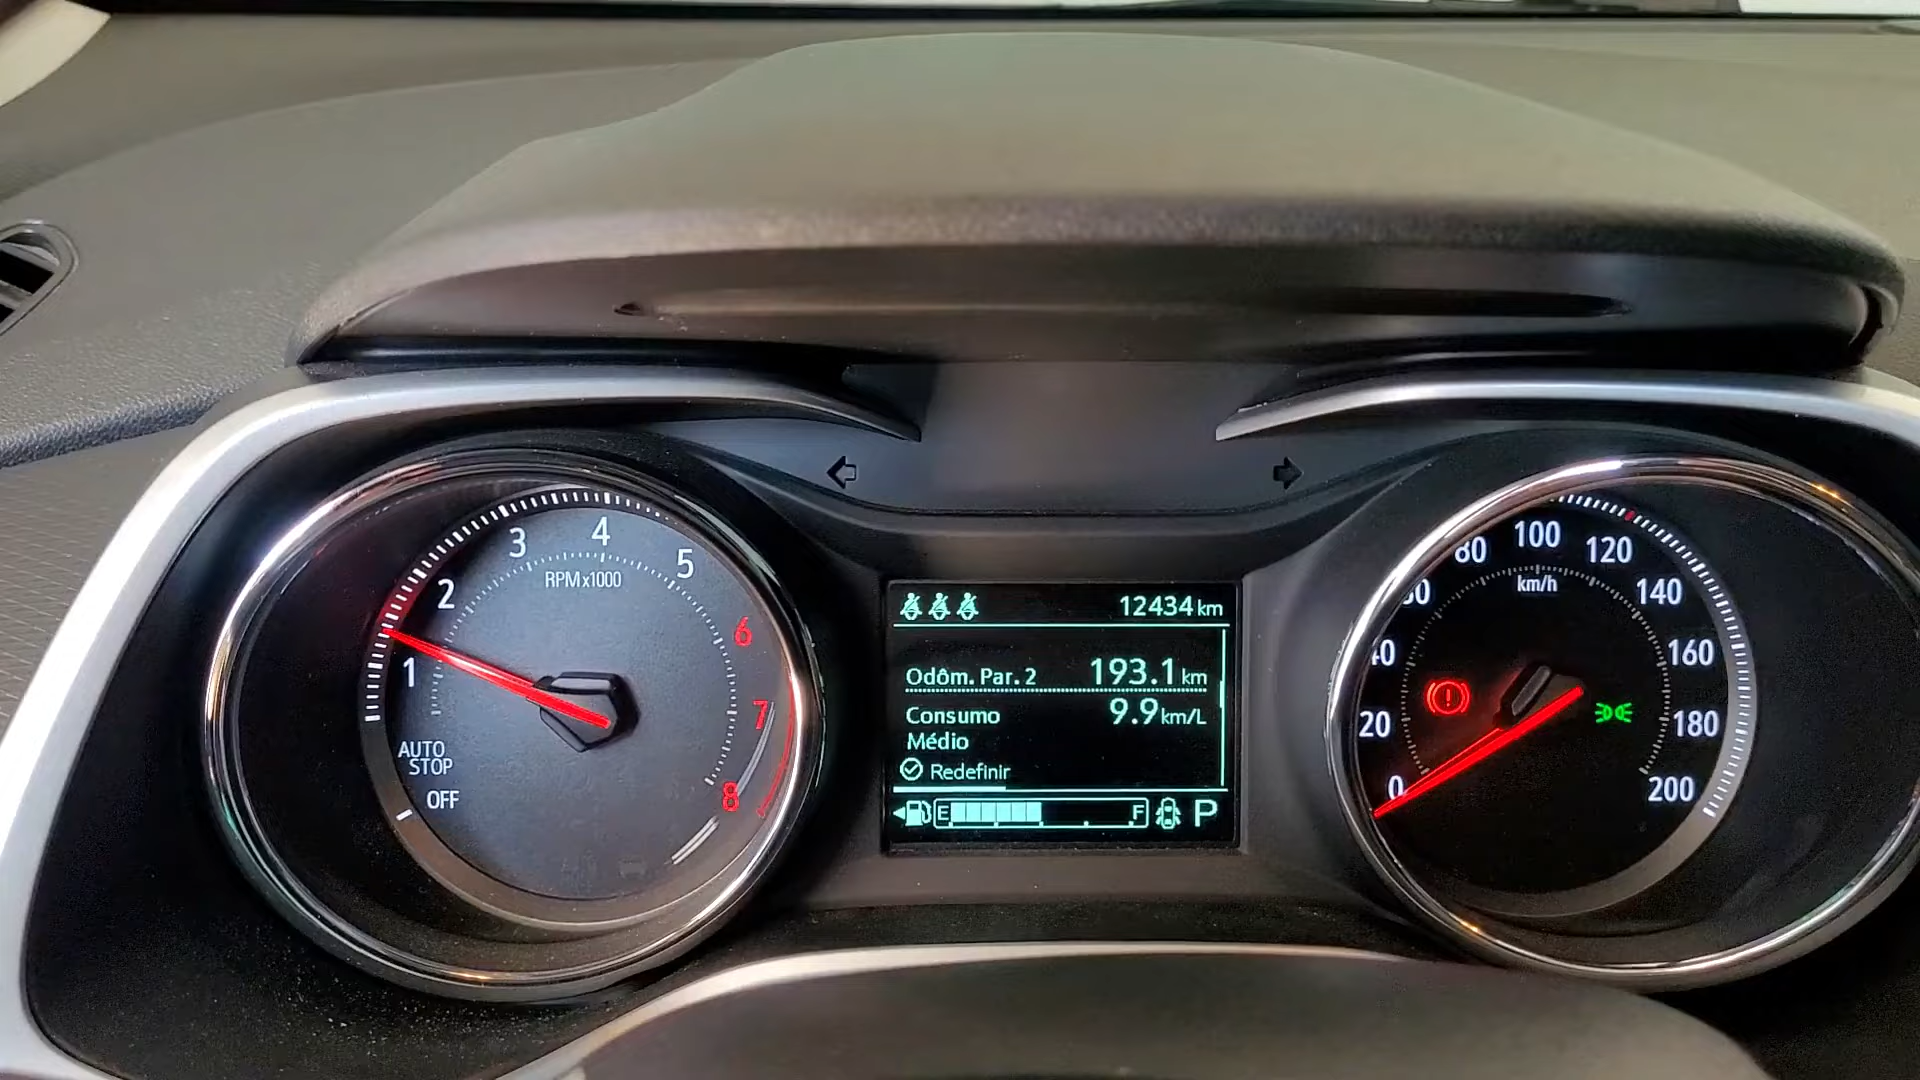 1
2
3
4
5
6
7
8
RPMx1000
AUTO
STOP
OFF
12434 km
Odôm. Par. 2 193.1 km
Consumo 9.9 km/L
Médio
Redefinir
E F P
0
20
40
80
100
120
140
160
180
200
km/h